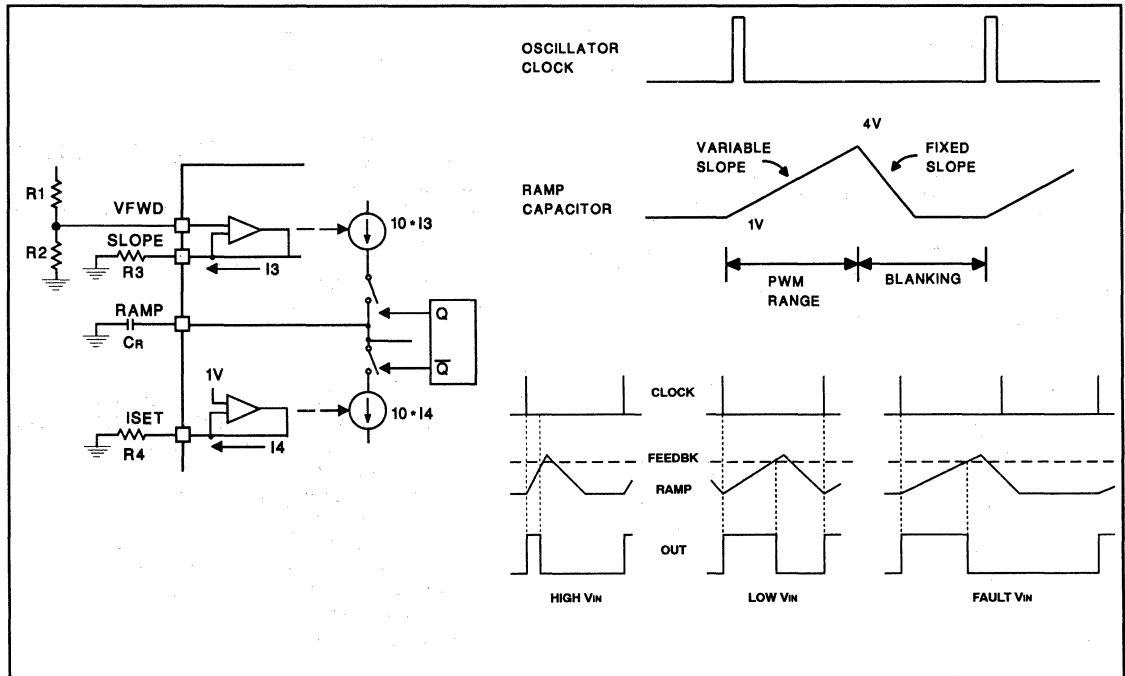 R1
R2
VFWD
SLOPE
R3
I3
10*I3
RAMP
CR
Q
Q̅
1V
ISET
R4
I4
10*I4
OSCILLATOR
CLOCK
4V
VARIABLE
SLOPE
FIXED
SLOPE
RAMP
CAPACITOR
1V
PWM
RANGE
BLANKING
CLOCK
FEEDBK
RAMP
OUT
HIGH VIN
LOW VIN
FAULT VIN